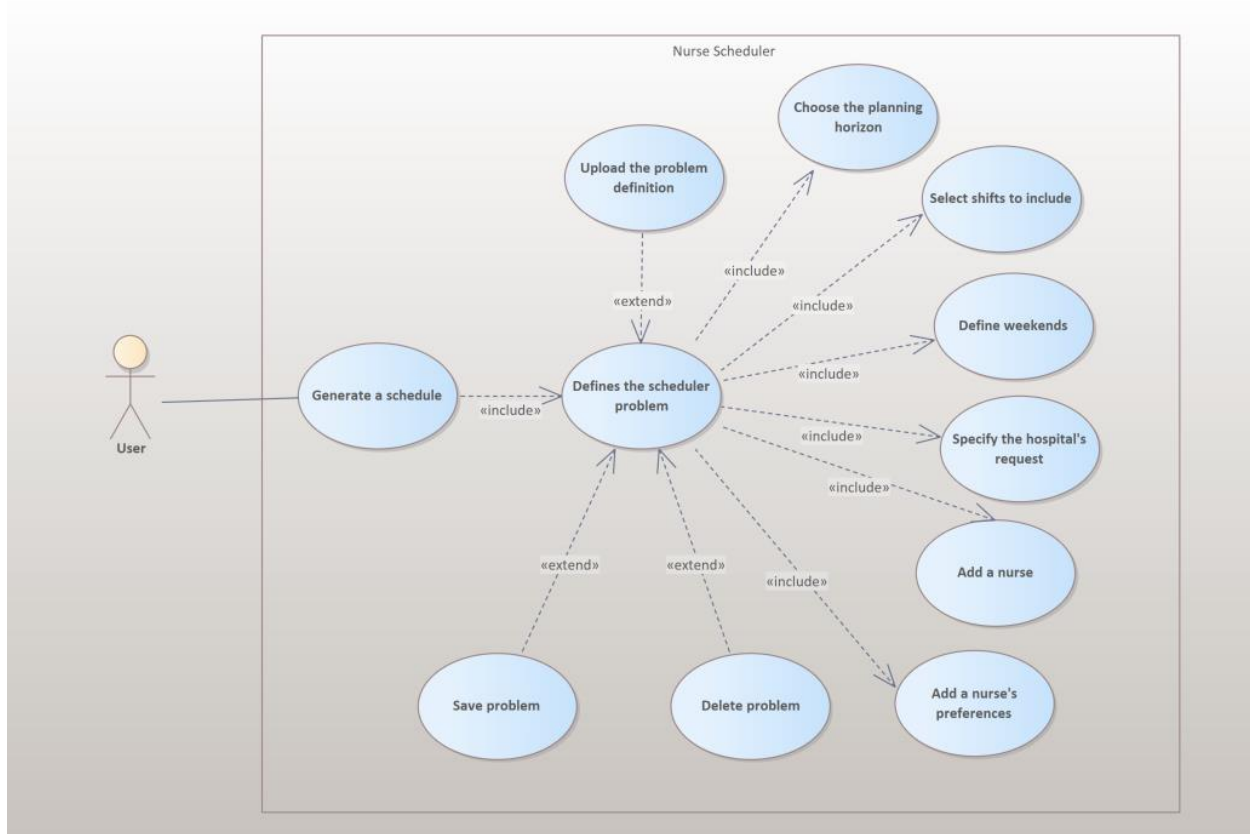 Nurse Scheduler
Choose the planning
horizon
Upload the problem
definition
Select shifts to include
«include»
«extend»
«include»
Define weekends
«include»
Generate a schedule
«include»
Defines the scheduler
problem
User
«include»
Specify the hospital's
request
«include»
«extend»
«extend»
«include»
Add a nurse
Save problem
Delete problem
Add a nurse's
preferences